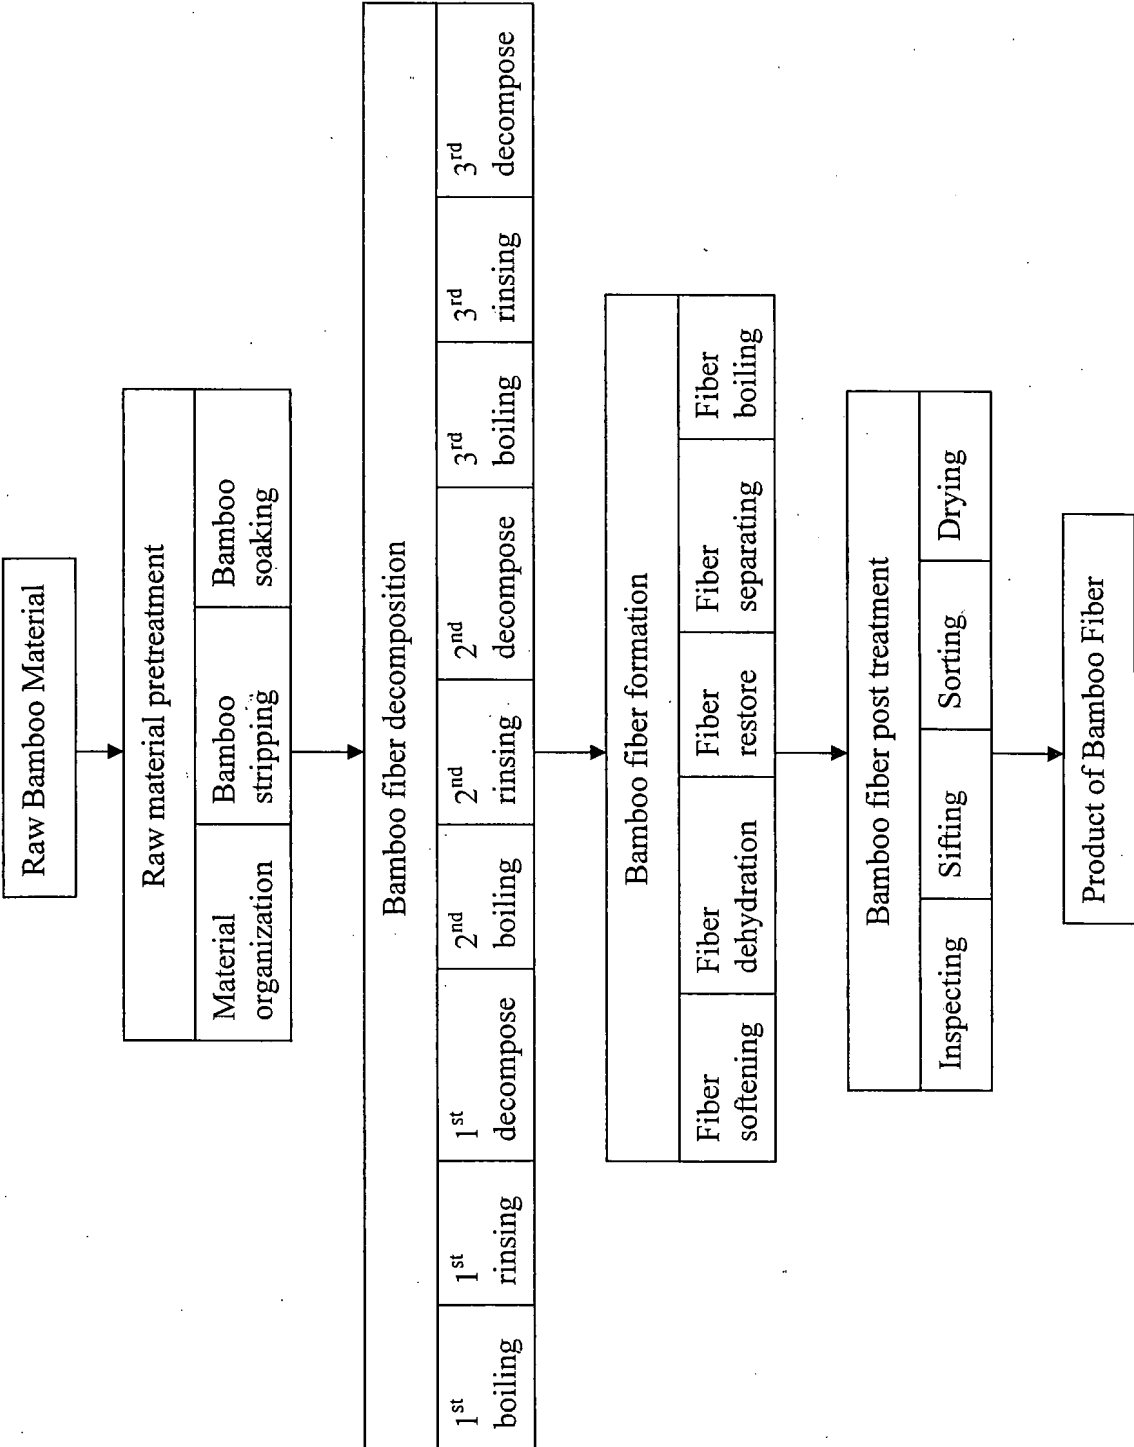 Raw Bamboo Material
Raw material pretreatment
Material
organization
Bamboo
stripping
Bamboo
soaking
Bamboo fiber decomposition
1st
boiling
1st
rinsing
1st
decompose
2nd
boiling
2nd
rinsing
2nd
decompose
3rd
boiling
3rd
rinsing
3rd
decompose
Bamboo fiber formation
Fiber
softening
Fiber
dehydration
Fiber
restore
Fiber
separating
Fiber
boiling
Bamboo fiber post treatment
Inspecting
Sifting
Sorting
Drying
Product of Bamboo Fiber